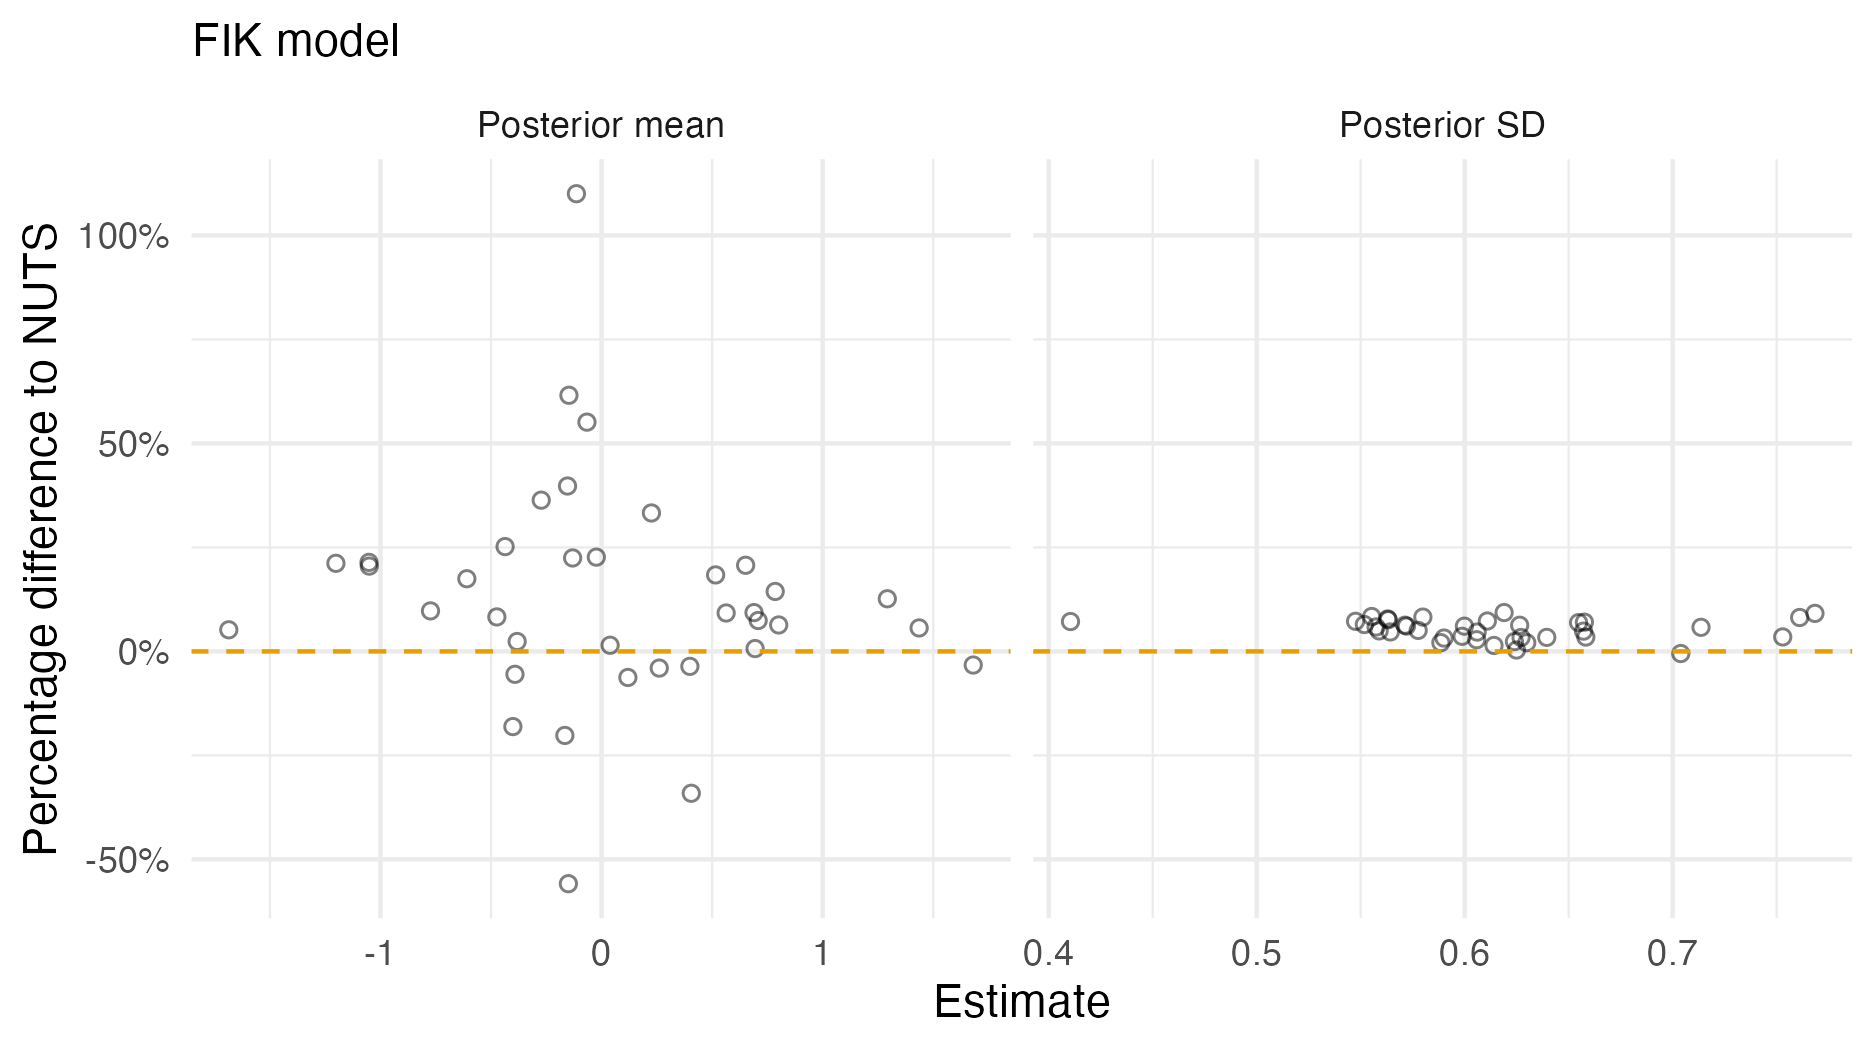 FIK model
Posterior mean
Posterior SD
Percentage difference to NUTS
100%
50%
0%
-50%
-1
0
1
0.4
0.5
0.6
0.7
Estimate